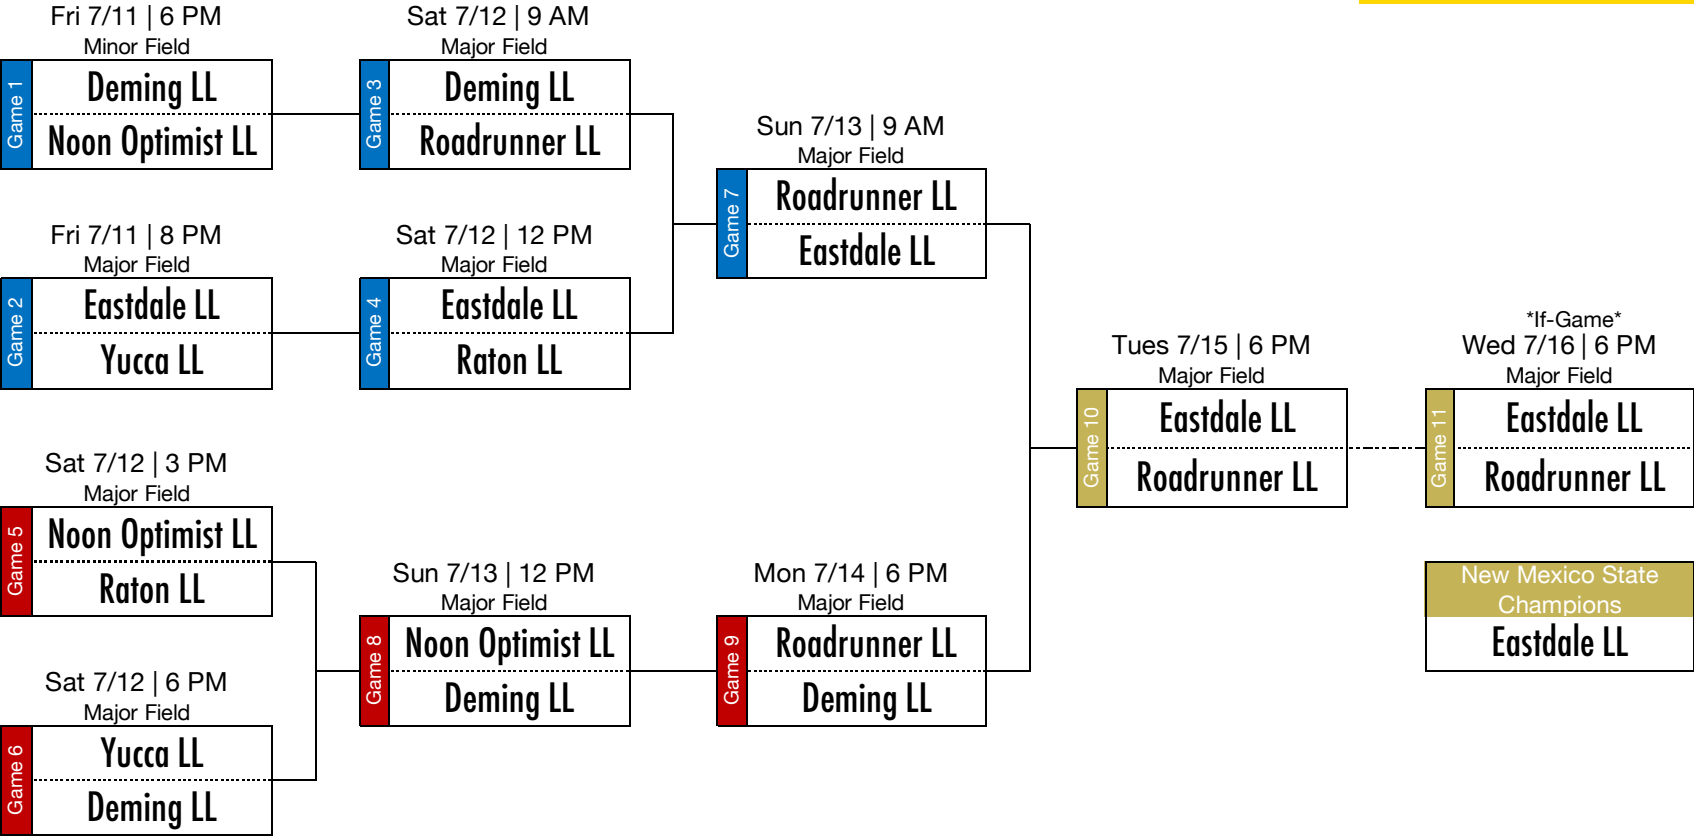 Fri 7/11 | 6 PM
Minor Field
Game 1
Deming LL
Noon Optimist LL
Fri 7/11 | 8 PM
Major Field
Game 2
Eastdale LL
Yucca LL
Sat 7/12 | 3 PM
Major Field
Game 5
Noon Optimist LL
Raton LL
Sat 7/12 | 6 PM
Major Field
Game 6
Yucca LL
Deming LL
Sat 7/12 | 9 AM
Major Field
Game 3
Deming LL
Roadrunner LL
Sat 7/12 | 12 PM
Major Field
Game 4
Eastdale LL
Raton LL
Sun 7/13 | 12 PM
Major Field
Game 8
Noon Optimist LL
Deming LL
Sun 7/13 | 9 AM
Major Field
Game 7
Roadrunner LL
Eastdale LL
Mon 7/14 | 6 PM
Major Field
Game 9
Roadrunner LL
Deming LL
Tues 7/15 | 6 PM
Major Field
Game 10
Eastdale LL
Roadrunner LL
*If-Game*
Wed 7/16 | 6 PM
Major Field
Game 11
Eastdale LL
Roadrunner LL
New Mexico State
Champions
Eastdale LL